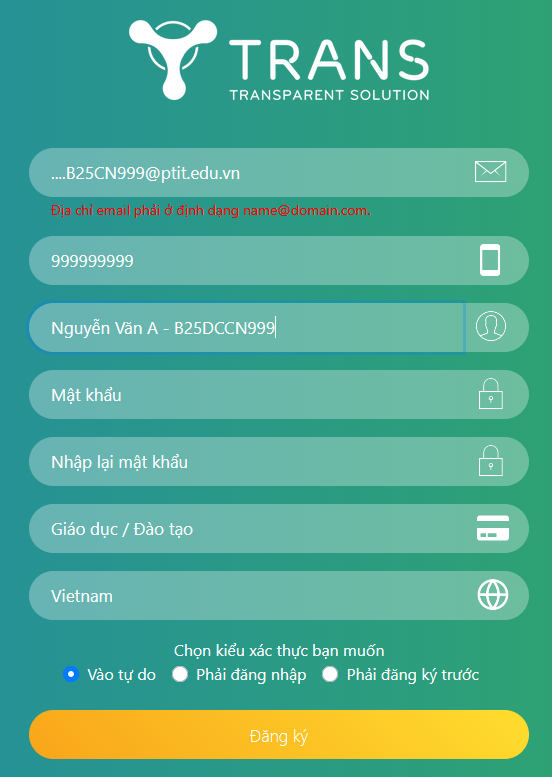 TRANS
TRANSPARENT SOLUTION
....B25CN999@ptit.edu.vn
Địa chỉ email phải ở định dạng name@domain.com.
999999999
Nguyễn Văn A - B25DCCN999
Mật khẩu
Nhập lại mật khẩu
Giáo dục / Đào tạo
Vietnam
Chọn kiểu xác thực bạn muốn
Vào tự do Phải đăng nhập Phải đăng ký trước
Đăng ký